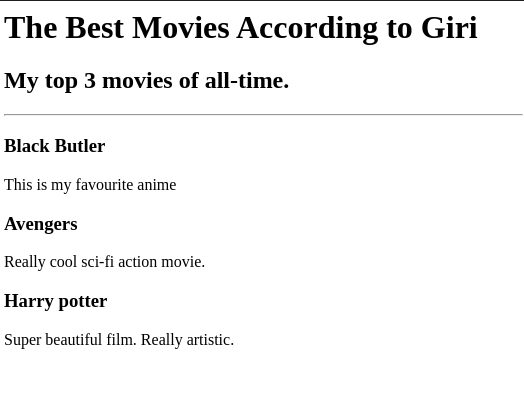 The Best Movies According to Giri
My top 3 movies of all-time.
Black Butler
This is my favourite anime
Avengers
Really cool sci-fi action movie.
Harry potter
Super beautiful film. Really artistic.